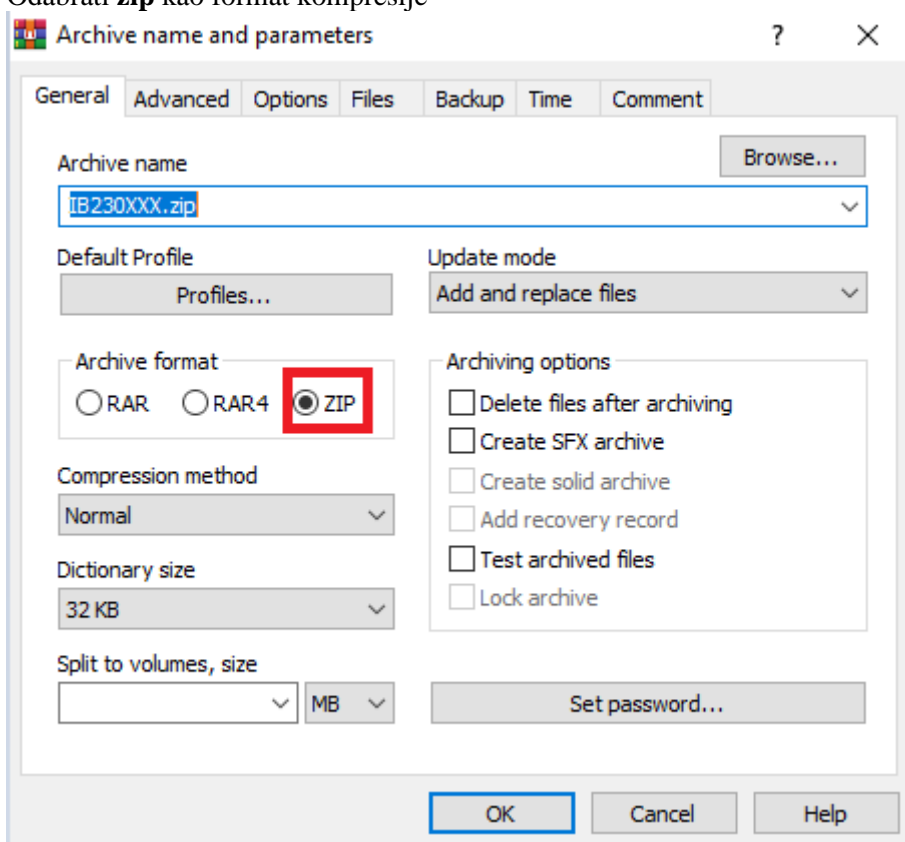 Odabrati zip kao format kompresije
Archive name and parameters ? ×
General Advanced Options Files Backup Time Comment
Browse...
Archive name
IB230XXX.zip
Default Profile Update mode
Profiles... Add and replace files
Archive format Archiving options
RAR RAR4 ZIP Delete files after archiving
Create SFX archive
Compression method Create solid archive
Normal Add recovery record
Dictionary size Test archived files
32 KB Lock archive
Split to volumes, size
MB Set password...
OK Cancel Help